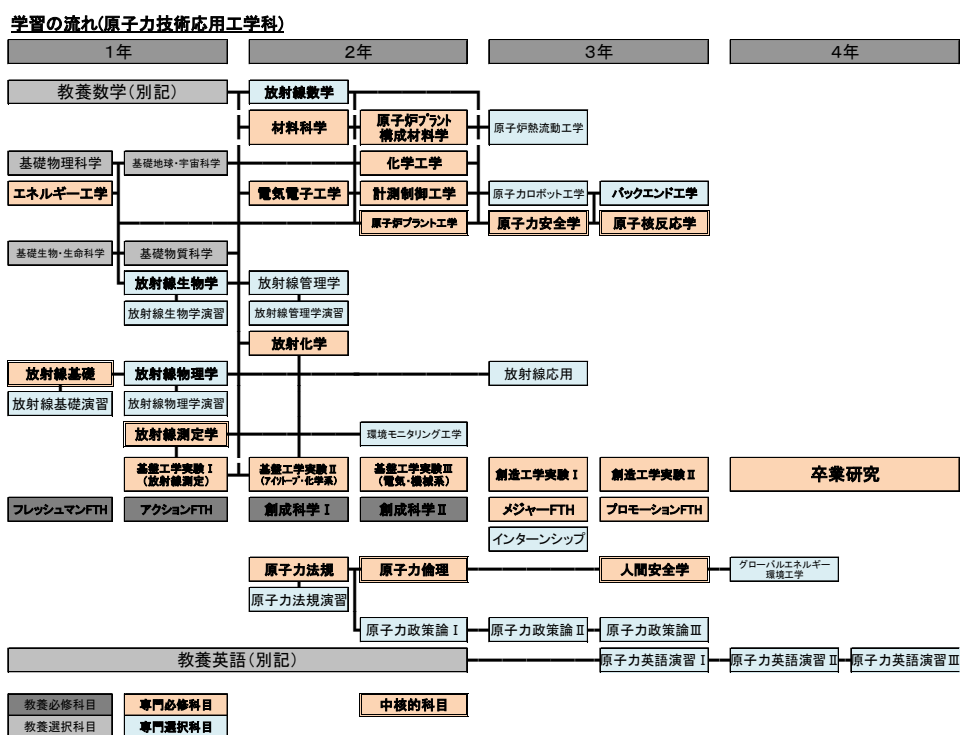 学習の流れ(原子力技術応用工学科)
1年
2年
3年
4年
教養数学(別記)
放射線数学
材料科学
原子炉プラント
構成材料学
原子炉熱流動工学
基礎物理科学
基礎地球・宇宙科学
化学工学
エネルギー工学
電気電子工学
計測制御工学
原子力ロボット工学
バックエンド工学
原子炉プラント工学
原子力安全学
原子核反応学
基礎生物・生命科学
基礎物質科学
放射線生物学
放射線管理学
放射線生物学演習
放射線管理学演習
放射化学
放射線基礎
放射線物理学
放射線応用
放射線基礎演習
放射線物理学演習
放射線測定学
環境モニタリング工学
基盤工学実験Ⅰ
(放射線測定)
基盤工学実験Ⅱ
(アイソトープ・化学系)
基盤工学実験Ⅲ
(電気・機械系)
創造工学実験Ⅰ
創造工学実験Ⅱ
卒業研究
フレッシュマンFTH
アクションFTH
創成科学Ⅰ
創成科学Ⅱ
メジャーFTH
プロモーションFTH
インターンシップ
原子力法規
原子力倫理
人間安全学
グローバルエネルギー
環境工学
原子力法規演習
原子力政策論Ⅰ
原子力政策論Ⅱ
原子力政策論Ⅲ
教養英語(別記)
原子力英語演習Ⅰ
原子力英語演習Ⅱ
原子力英語演習Ⅲ
教養必修科目
専門必修科目
中核的科目
教養選択科目
専門選択科目